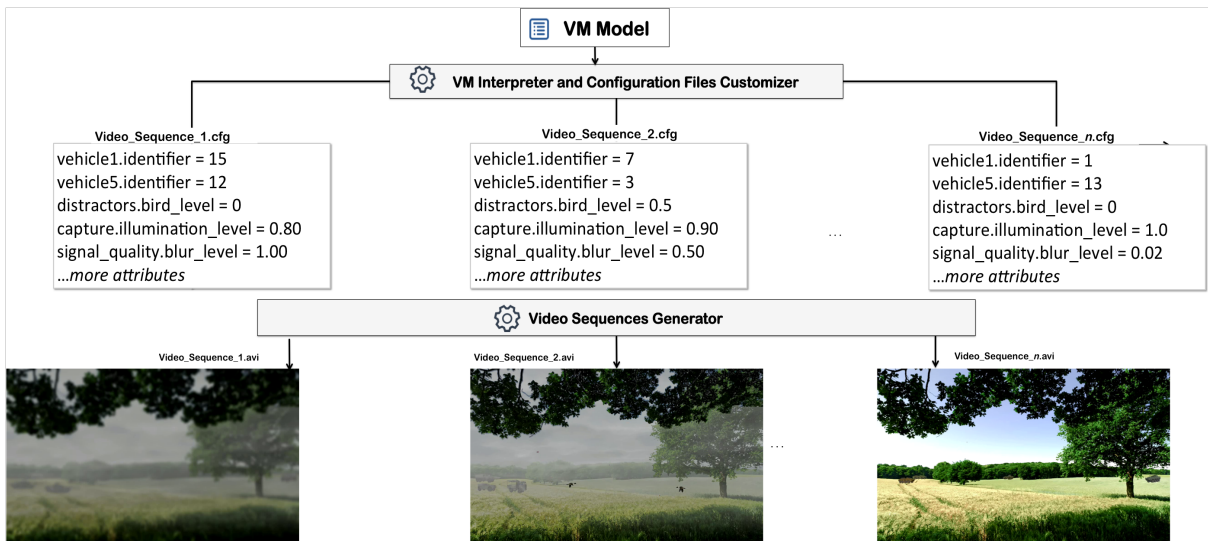 VM Model
VM Interpreter and Configuration Files Customizer
Video_Sequence_1.cfg
vehicle1.identifier = 15
vehicle5.identifier = 12
distractors.bird_level = 0
capture.illumination_level = 0.80
signal_quality.blur_level = 1.00
...more attributes
Video_Sequence_2.cfg
vehicle1.identifier = 7
vehicle5.identifier = 3
distractors.bird_level = 0.5
capture.illumination_level = 0.90
signal_quality.blur_level = 0.50
...more attributes
...
Video_Sequence_n.cfg
vehicle1.identifier = 1
vehicle5.identifier = 13
distractors.bird_level = 0
capture.illumination_level = 1.0
signal_quality.blur_level = 0.02
...more attributes
Video Sequences Generator
Video_Sequence_1.avi
Video_Sequence_2.avi
...
Video_Sequence_n.avi